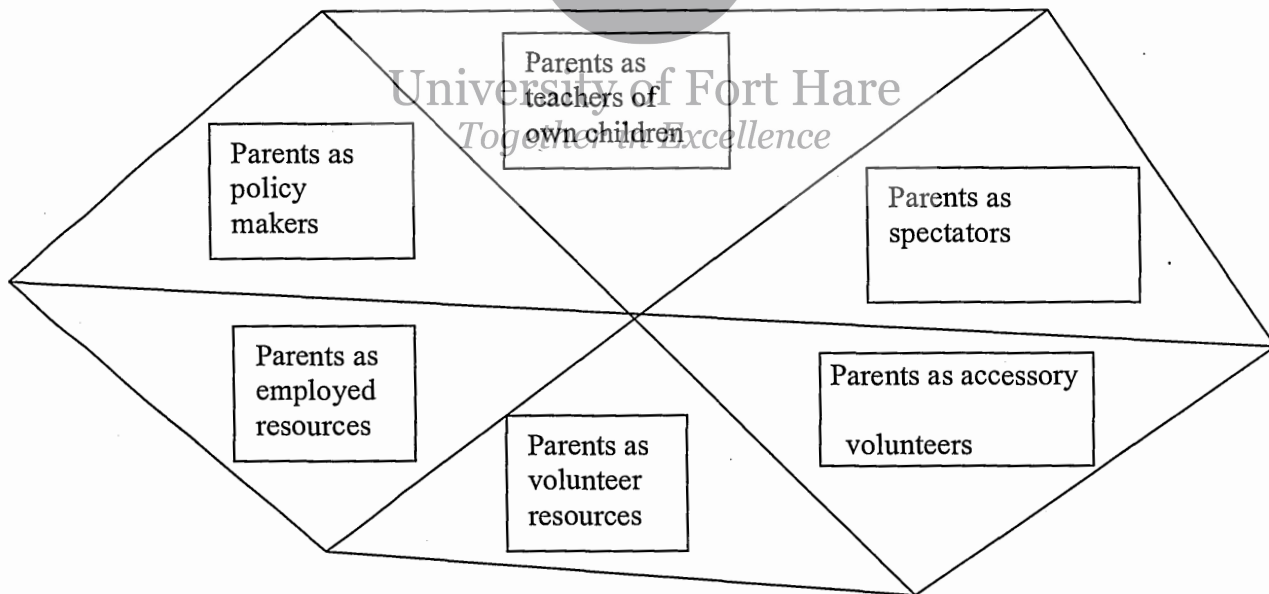 Parents as
teachers of
own children
University of Fort Hare
Together in Excellence
Parents as
policy
makers
Parents as
spectators
Parents as
employed
resources
Parents as accessory
volunteers
Parents as
volunteer
resources